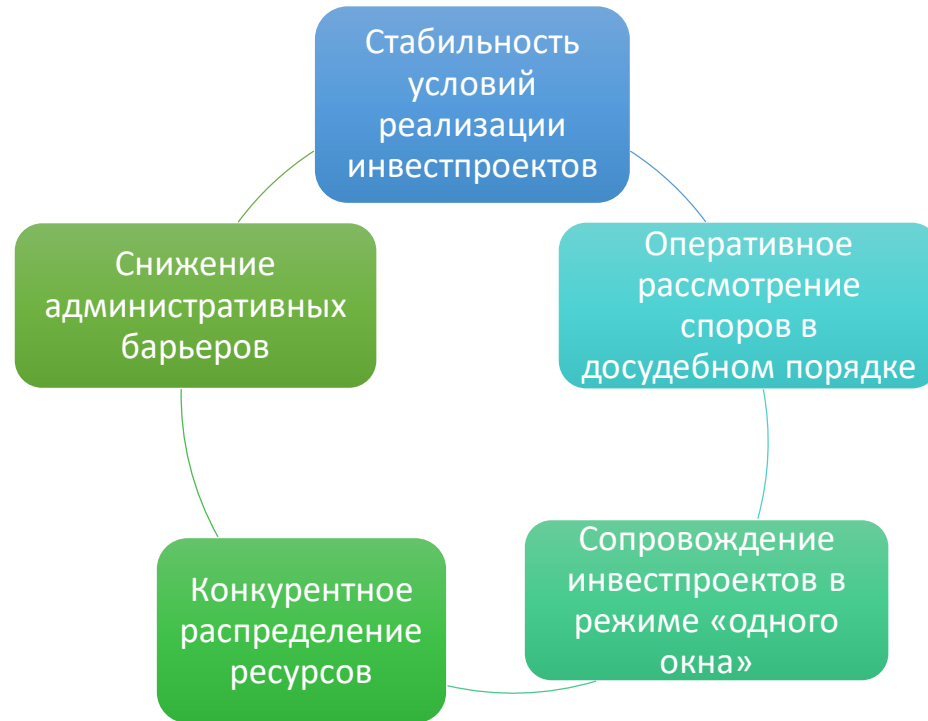 Стабильность
условий
реализации
инвестпроектов
Оперативное
рассмотрение
споров в
досудебном порядке
Сопровождение
инвестпроектов в
режиме «одного
окна»
Конкурентное
распределение
ресурсов
Снижение
административных
барьеров